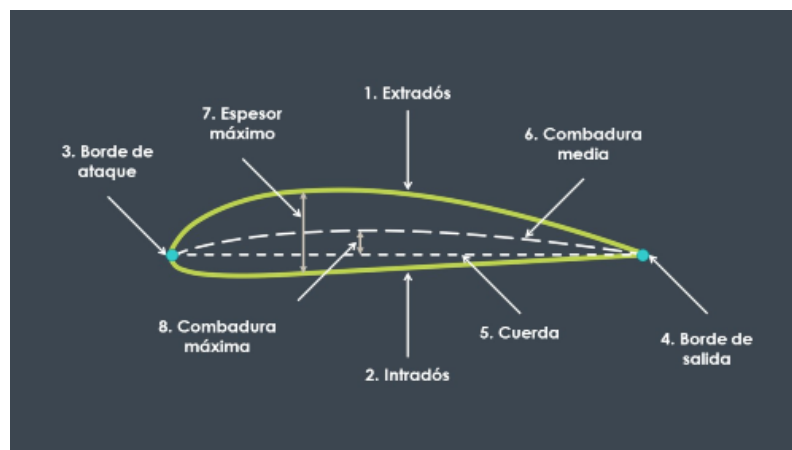 1. Extradós
7. Espesor
máximo
6. Combadura
media
3. Borde de
ataque
8. Combadura
máxima
5. Cuerda
4. Borde de
salida
2. Intradós